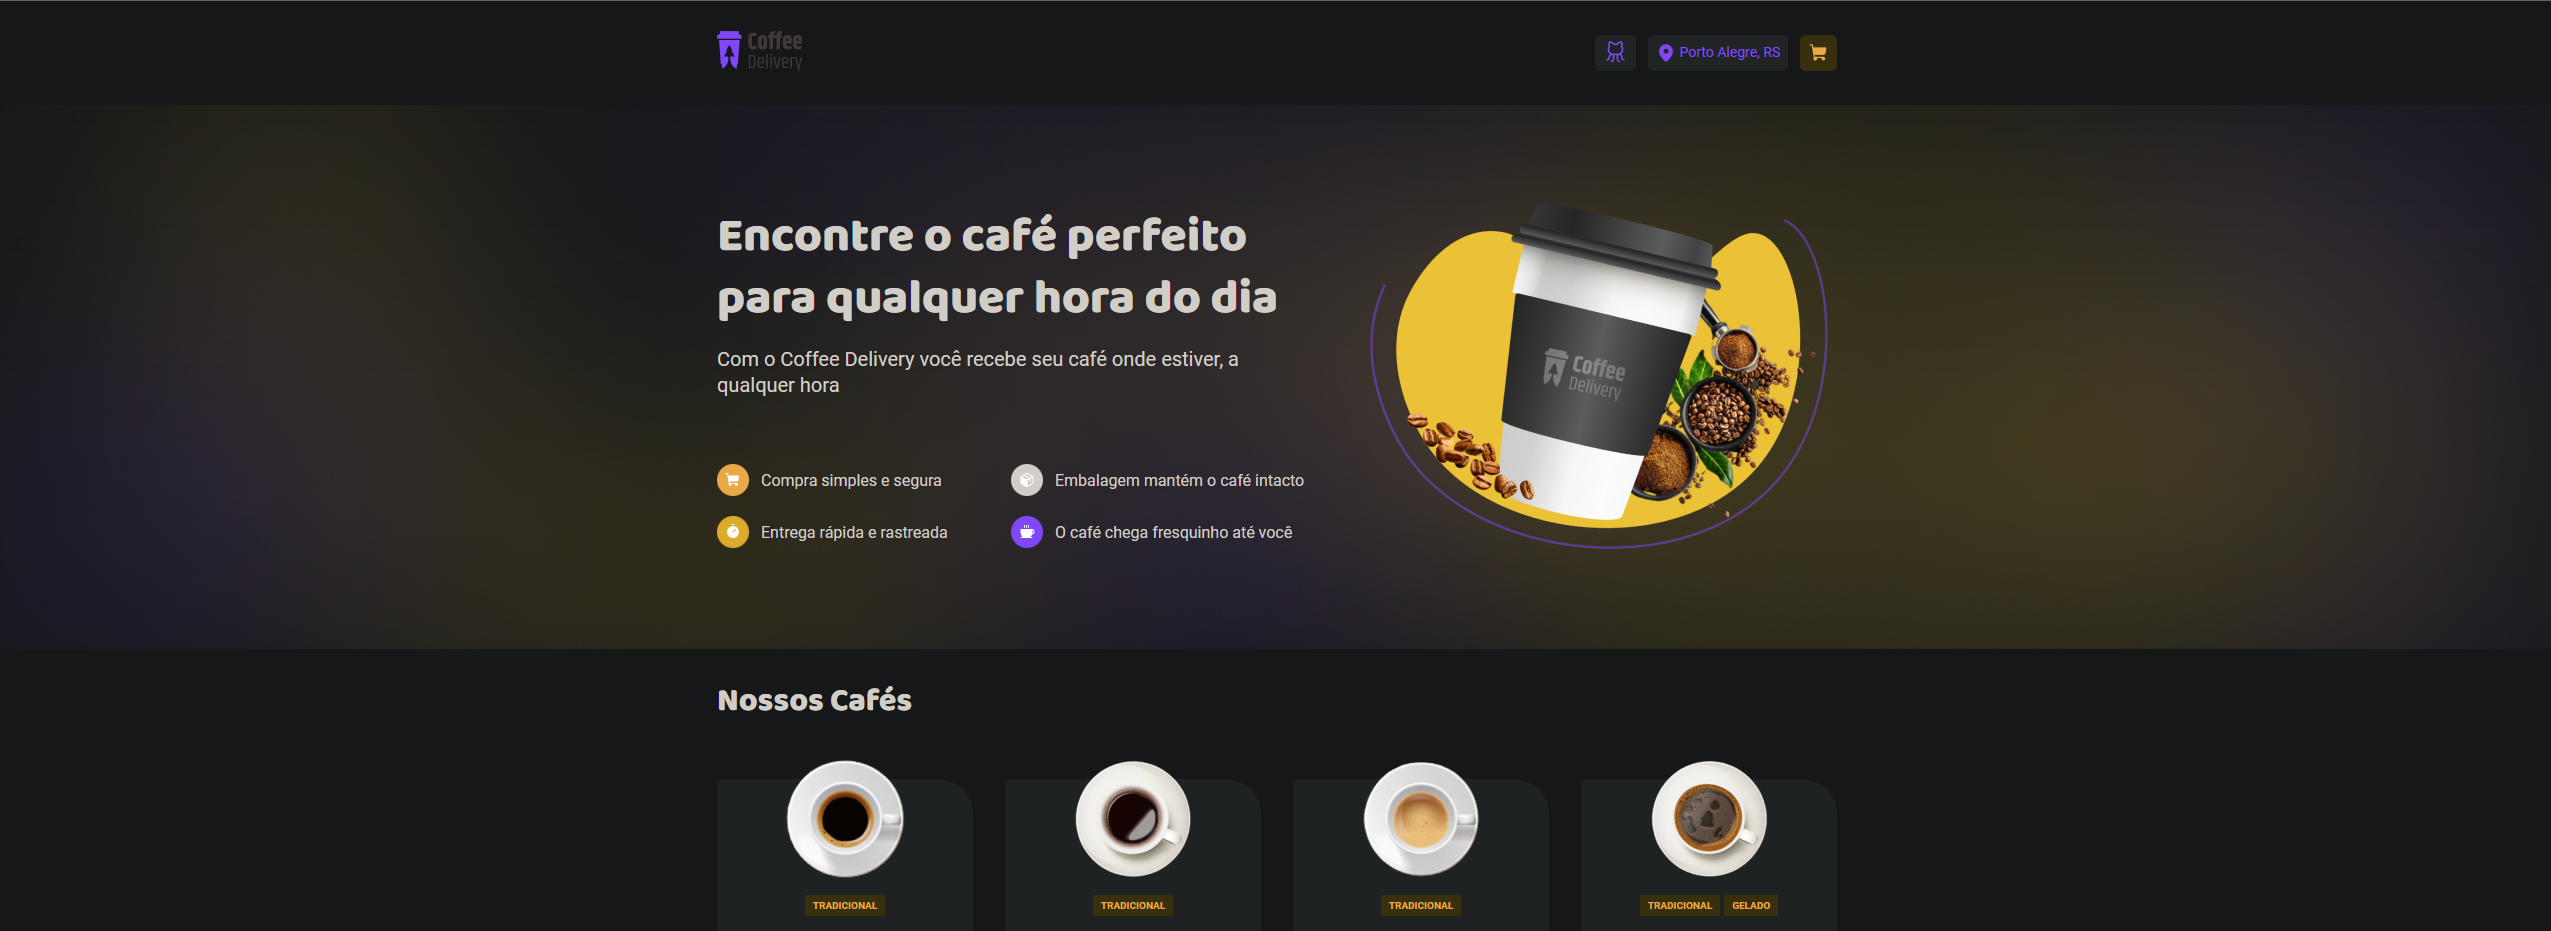 Coffee
Delivery
Porto Alegre, RS
Encontre o café perfeito
para qualquer hora do dia
Com o Coffee Delivery você recebe seu café onde estiver, a
qualquer hora
Coffee
Delivery
Compra simples e segura
Embalagem mantém o café intacto
Entrega rápida e rastreada
O café chega fresquinho até você
Nossos Cafés
TRADICIONAL
TRADICIONAL
TRADICIONAL
TRADICIONAL GELADO